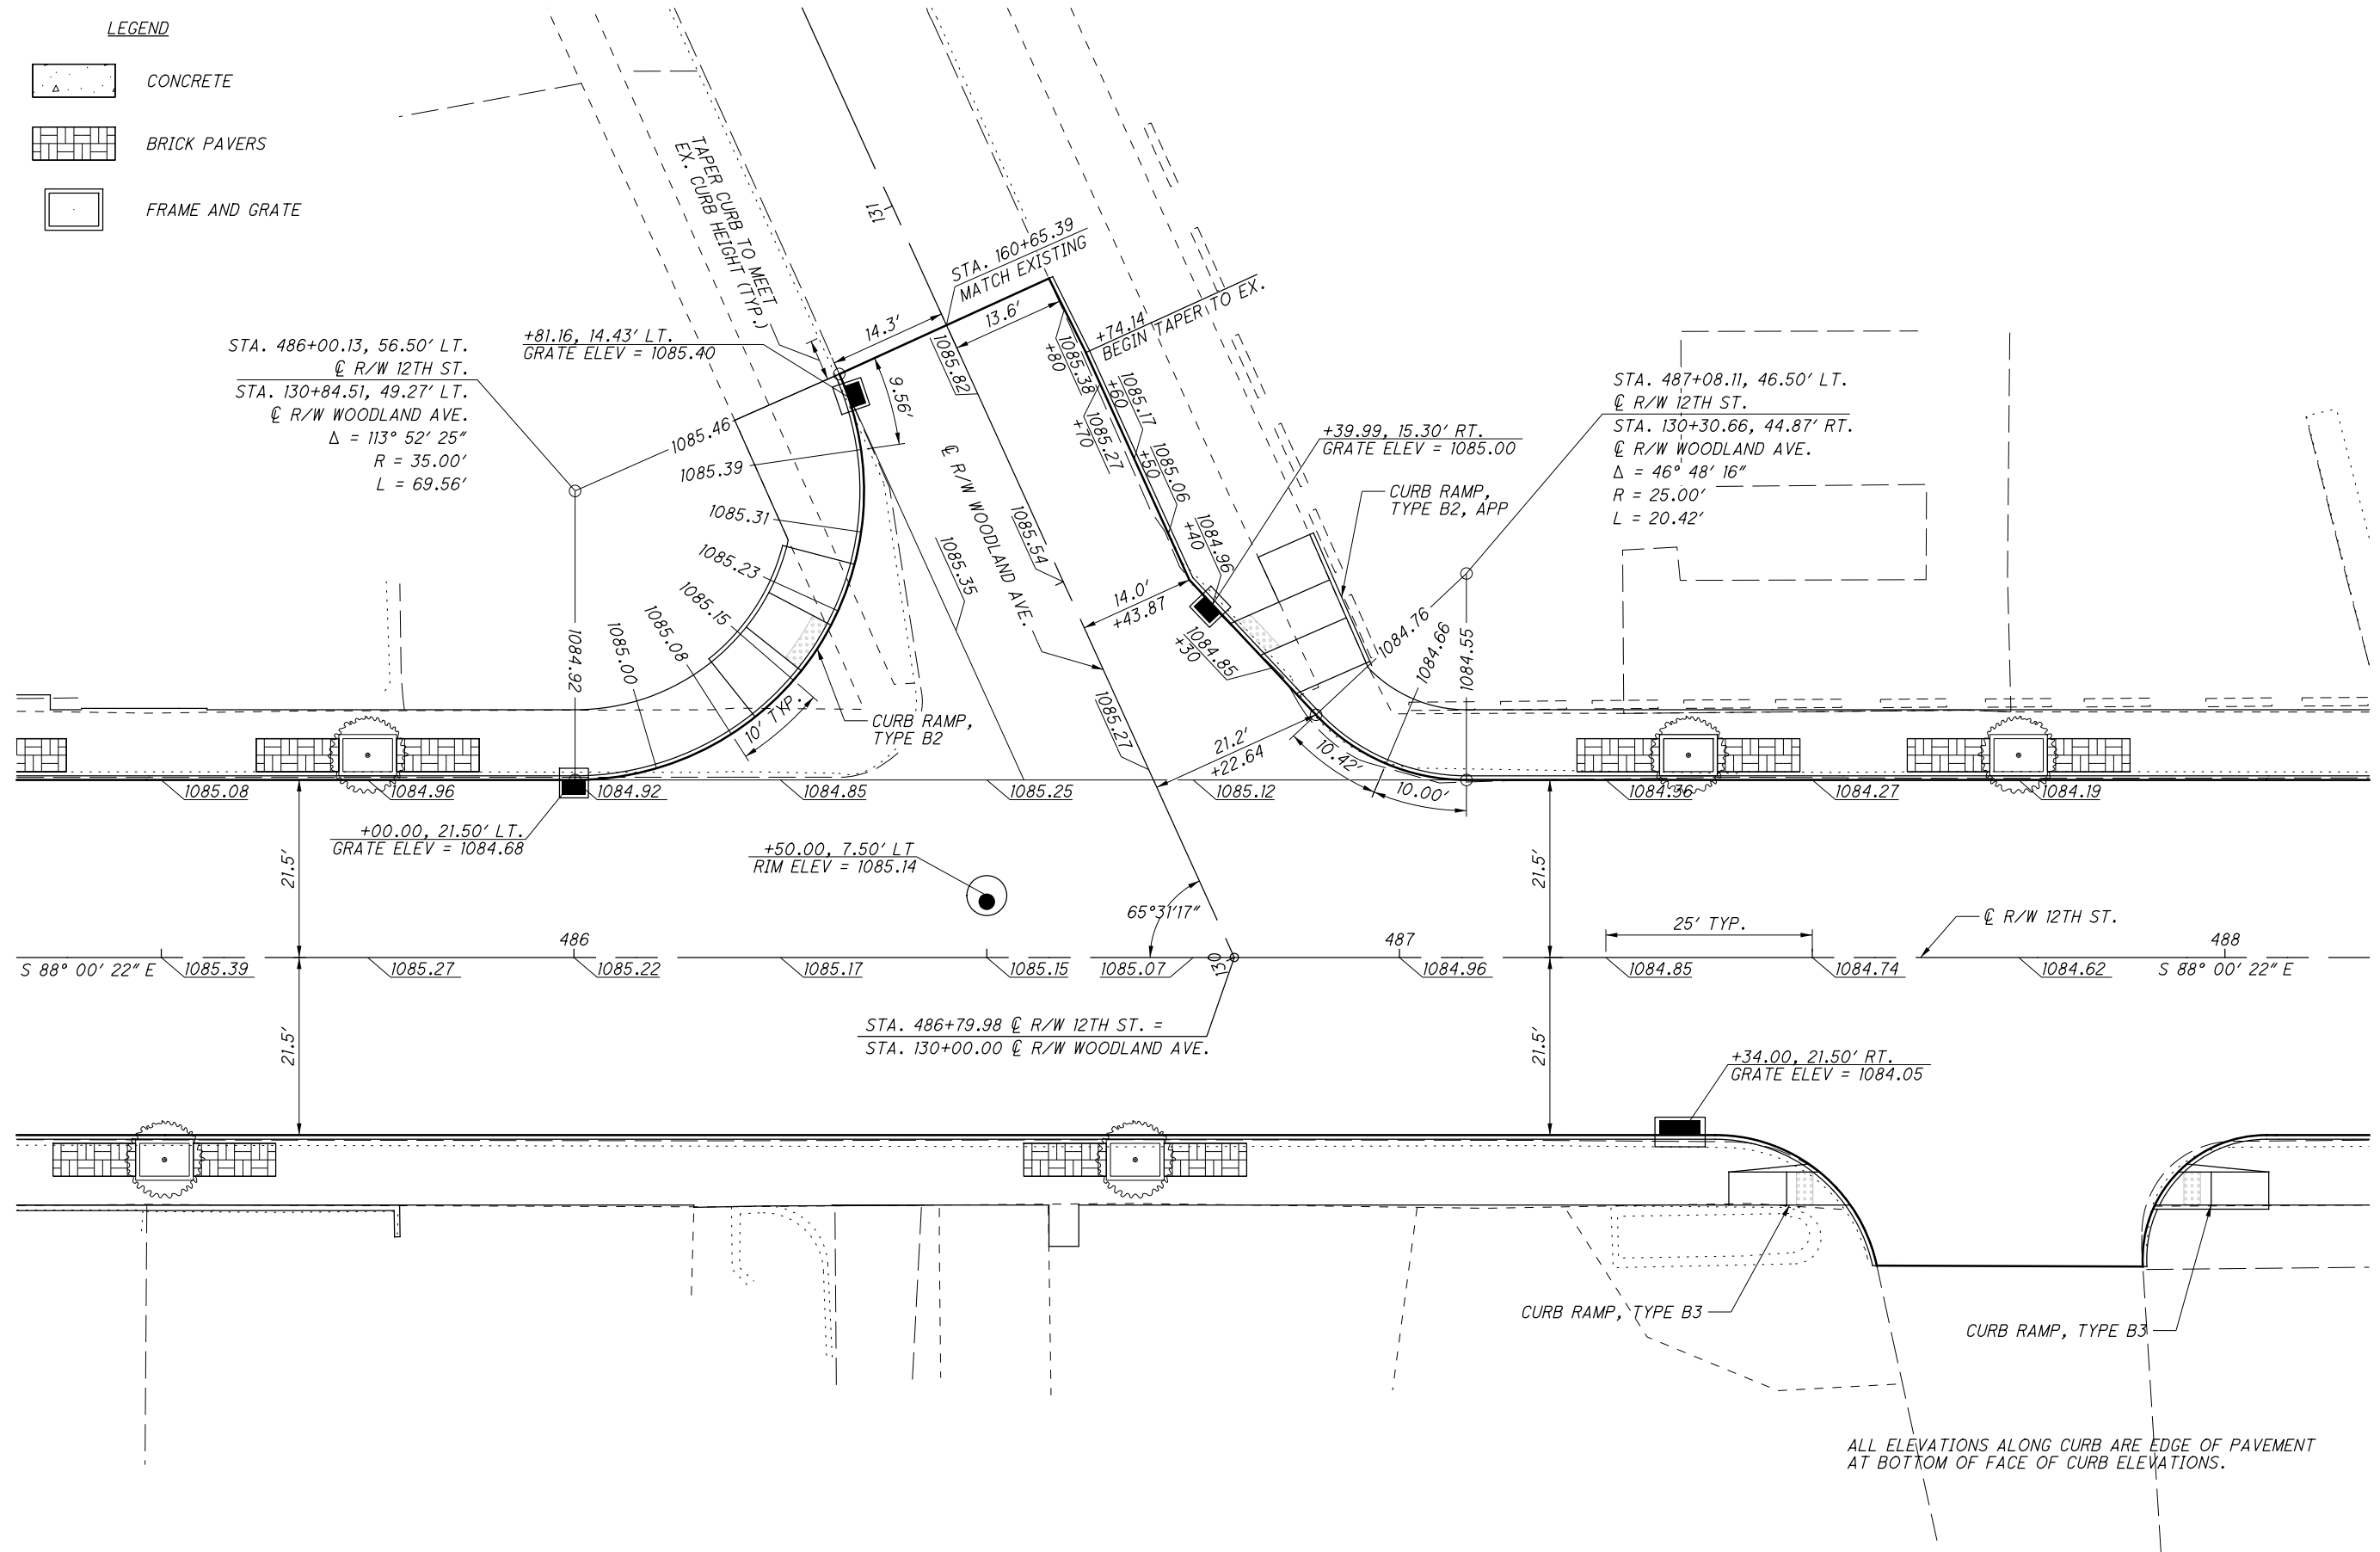 LEGEND
CONCRETE
BRICK PAVERS
FRAME AND GRATE
TAPER CURB TO MEET
EX. CURB HEIGHT (TYP.)
131
STA. 160+65.39
MATCH EXISTING
14.3'
13.6'
+74.14'
BEGIN TAPER TO EX.
STA. 486+00.13, 56.50' LT.
℄ R/W 12TH ST.
STA. 130+84.51, 49.27' LT.
℄ R/W WOODLAND AVE.
Δ = 113° 52' 25"
R = 35.00'
L = 69.56'
+81.16, 14.43' LT.
GRATE ELEV = 1085.40
9.56'
1085.82
1085.38
+80
1085.17
+60
1085.27
+70
1085.06
+50
1084.96
+40
1084.85
+30
+39.99, 15.30' RT.
GRATE ELEV = 1085.00
CURB RAMP,
TYPE B2, APP
STA. 487+08.11, 46.50' LT.
℄ R/W 12TH ST.
STA. 130+30.66, 44.87' RT.
℄ R/W WOODLAND AVE.
Δ = 46° 48' 16"
R = 25.00'
L = 20.42'
1085.46
1085.39
1085.31
1085.23
1085.15
1085.08
1085.00
1084.92
1085.35
℄ R/W WOODLAND AVE.
1085.54
14.0'
+43.87
1085.27
21.2'
+22.64
1084.76
1084.66
1084.55
10.42'
10.00'
10' TYP.
CURB RAMP,
TYPE B2
1085.08
1084.96
1084.92
1084.85
1085.25
1085.12
1084.36
1084.27
1084.19
+00.00, 21.50' LT.
GRATE ELEV = 1084.68
+50.00, 7.50' LT
RIM ELEV = 1085.14
21.5'
21.5'
65°31'17"
25' TYP.
℄ R/W 12TH ST.
486
487
488
S 88° 00' 22" E
1085.39
1085.27
1085.22
1085.17
1085.15
1085.07
130
1084.96
1084.85
1084.74
1084.62
S 88° 00' 22" E
STA. 486+79.98 ℄ R/W 12TH ST. =
STA. 130+00.00 ℄ R/W WOODLAND AVE.
21.5'
21.5'
+34.00, 21.50' RT.
GRATE ELEV = 1084.05
CURB RAMP, TYPE B3
CURB RAMP, TYPE B3
ALL ELEVATIONS ALONG CURB ARE EDGE OF PAVEMENT
AT BOTTOM OF FACE OF CURB ELEVATIONS.